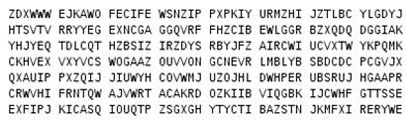 ZDXWWW EJKAWO FECIFE WSNZIP PXPKIY URMZHI JZTLBC YLGDYJ
HTSVTV RRYYEG EXNCGA GGQVRF FHZCIB EWLGGR BZXQDQ DGGIAK
YHJYEQ TDLCQT HZBSIZ IRZDYS RBYJFZ AIRCWI UCVXTW YKPQMK
CKHVEX VXYVCS WOGAAZ OUVVON GCNEVR LMBLYB SBDCDC PCGVJX
QXAUIP PXZQIJ JIUWYH COVWMJ UZOJHL DWHPER UBSRUJ HGAAPR
CRWVHI FRNTQW AJVWRT ACAKRD OZKIIB VIQGBK IJCWHF GTTSSE
EXFIPJ KICASQ IOUQTP ZSGXGH TYTCTI BAZSTN JKMFXI RERYWE